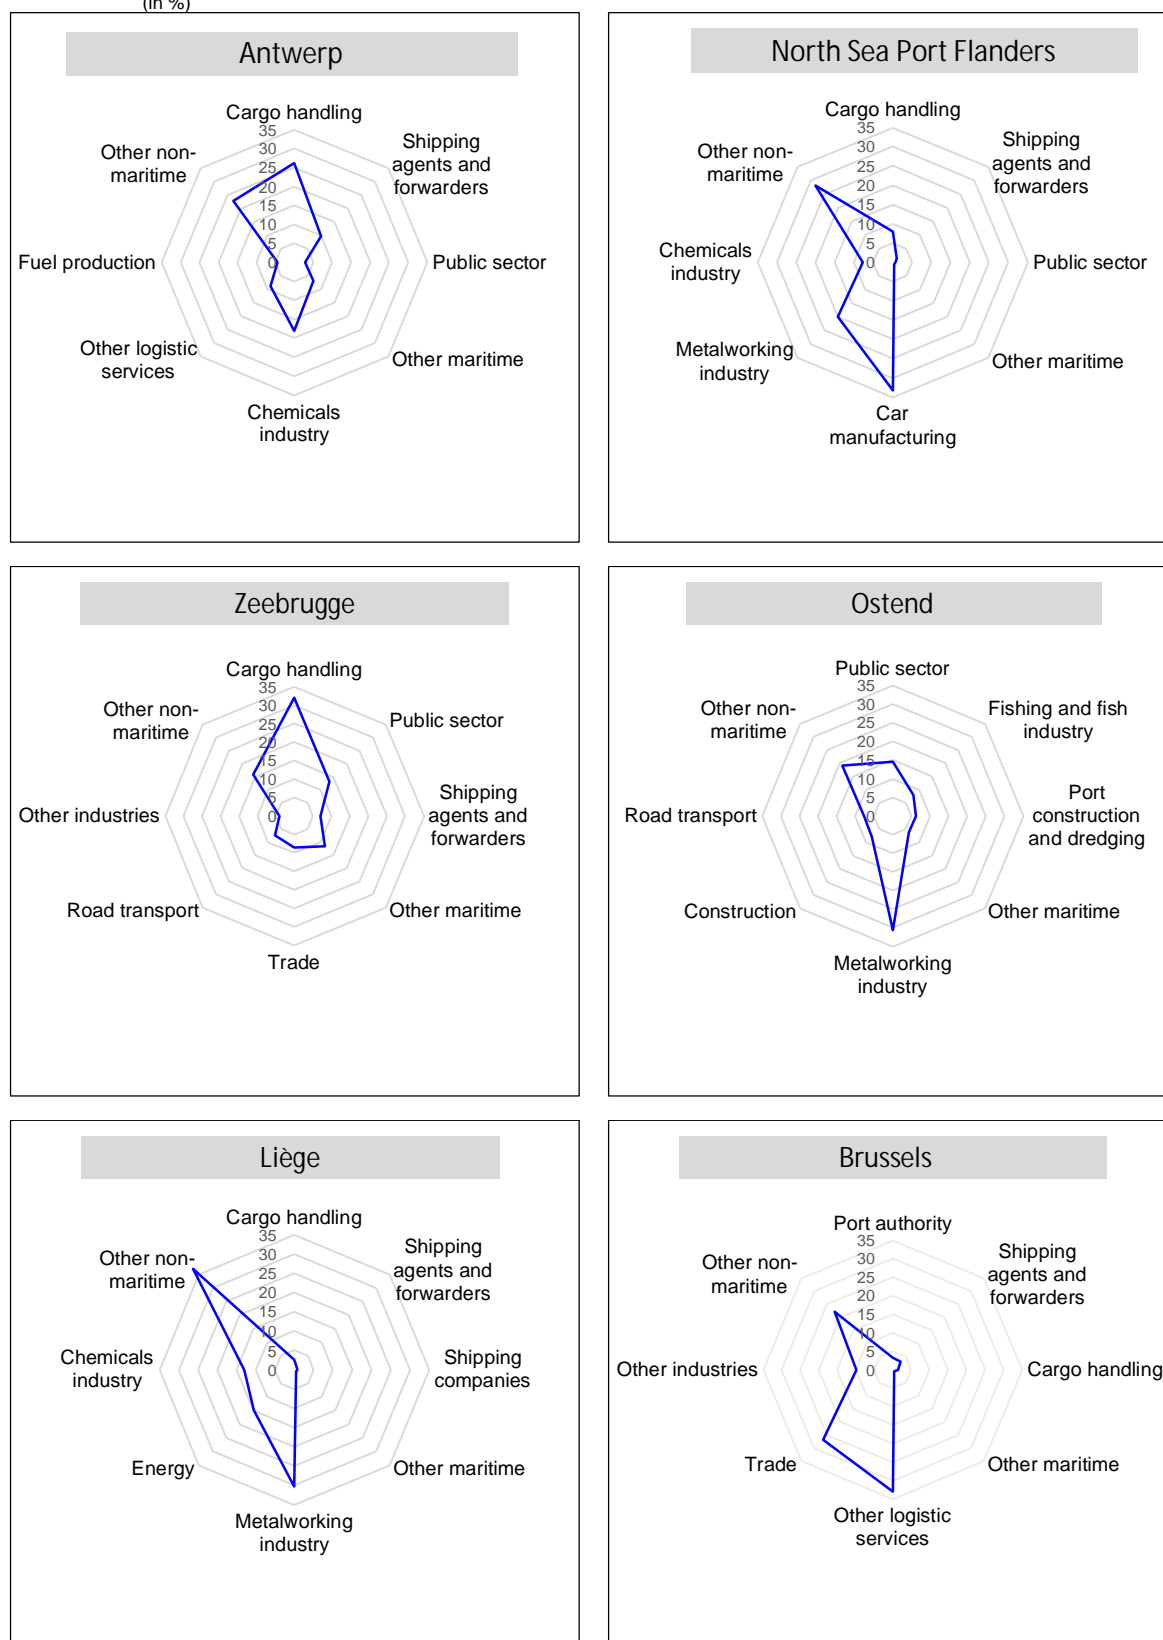 (in %)
Antwerp
Cargo handling
35
30
25
20
15
10
5
0
Shipping
agents and
forwarders
Public sector
Other maritime
Chemicals
industry
Other logistic
services
Fuel production
Other non-
maritime
North Sea Port Flanders
Cargo handling
35
30
25
20
15
10
5
0
Shipping
agents and
forwarders
Public sector
Other maritime
Car
manufacturing
Metalworking
industry
Chemicals
industry
Other non-
maritime
Zeebrugge
Cargo handling
35
30
25
20
15
10
5
0
Public sector
Shipping
agents and
forwarders
Other maritime
Trade
Road transport
Other industries
Other non-
maritime
Ostend
Public sector
35
30
25
20
15
10
5
0
Fishing and fish
industry
Port
construction
and dredging
Other maritime
Metalworking
industry
Construction
Road transport
Other non-
maritime
Liège
Cargo handling
35
30
25
20
15
10
5
0
Shipping
agents and
forwarders
Shipping
companies
Other maritime
Metalworking
industry
Energy
Chemicals
industry
Other non-
maritime
Brussels
Port authority
35
30
25
20
15
10
5
0
Shipping
agents and
forwarders
Cargo handling
Other maritime
Other logistic
services
Trade
Other industries
Other non-
maritime